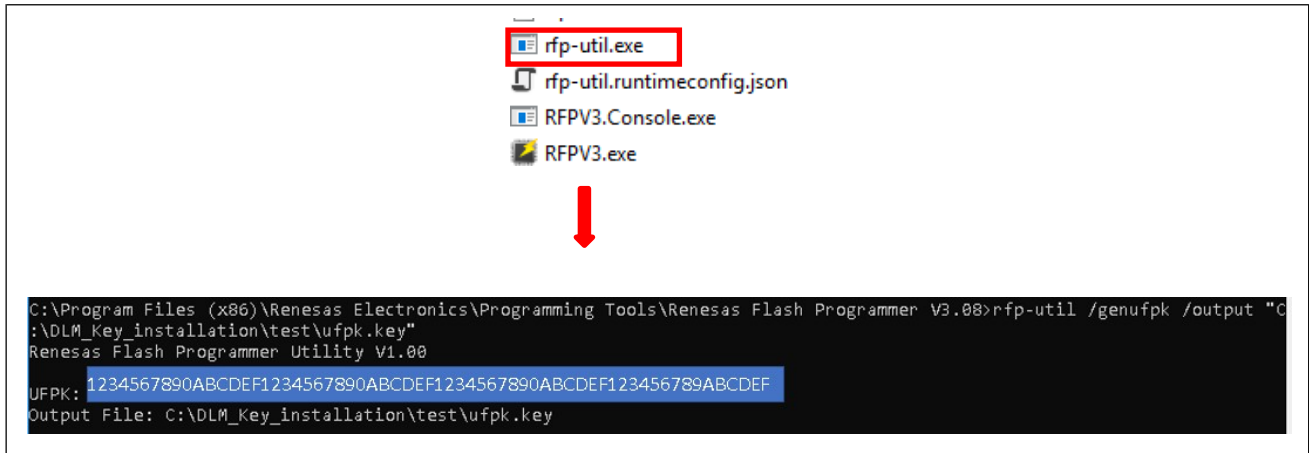 rfp-util.exe
rfp-util.runtimeconfig.json
RFPV3.Console.exe
RFPV3.exe
C:\Program Files (x86)\Renesas Electronics\Programming Tools\Renesas Flash Programmer V3.08>rfp-util /genufpk /output "C
:\DLM_Key_installation\test\ufpk.key"
Renesas Flash Programmer Utility V1.00
UFPK: 1234567890ABCDEF1234567890ABCDEF1234567890ABCDEF123456789ABCDEF
Output File: C:\DLM_Key_installation\test\ufpk.key